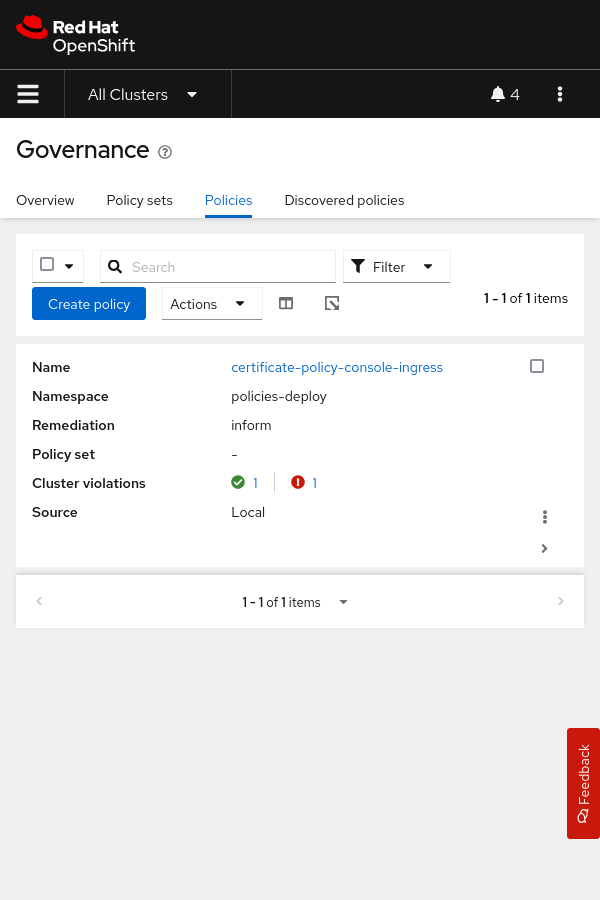 Red Hat
OpenShift
All Clusters
4
Governance
Overview Policy sets Policies Discovered policies
Search
Filter
Create policy
Actions
1 - 1 of 1 items
Name certificate-policy-console-ingress
Namespace policies-deploy
Remediation inform
Policy set -
Cluster violations 1 1
Source Local
1 - 1 of 1 items
Feedback